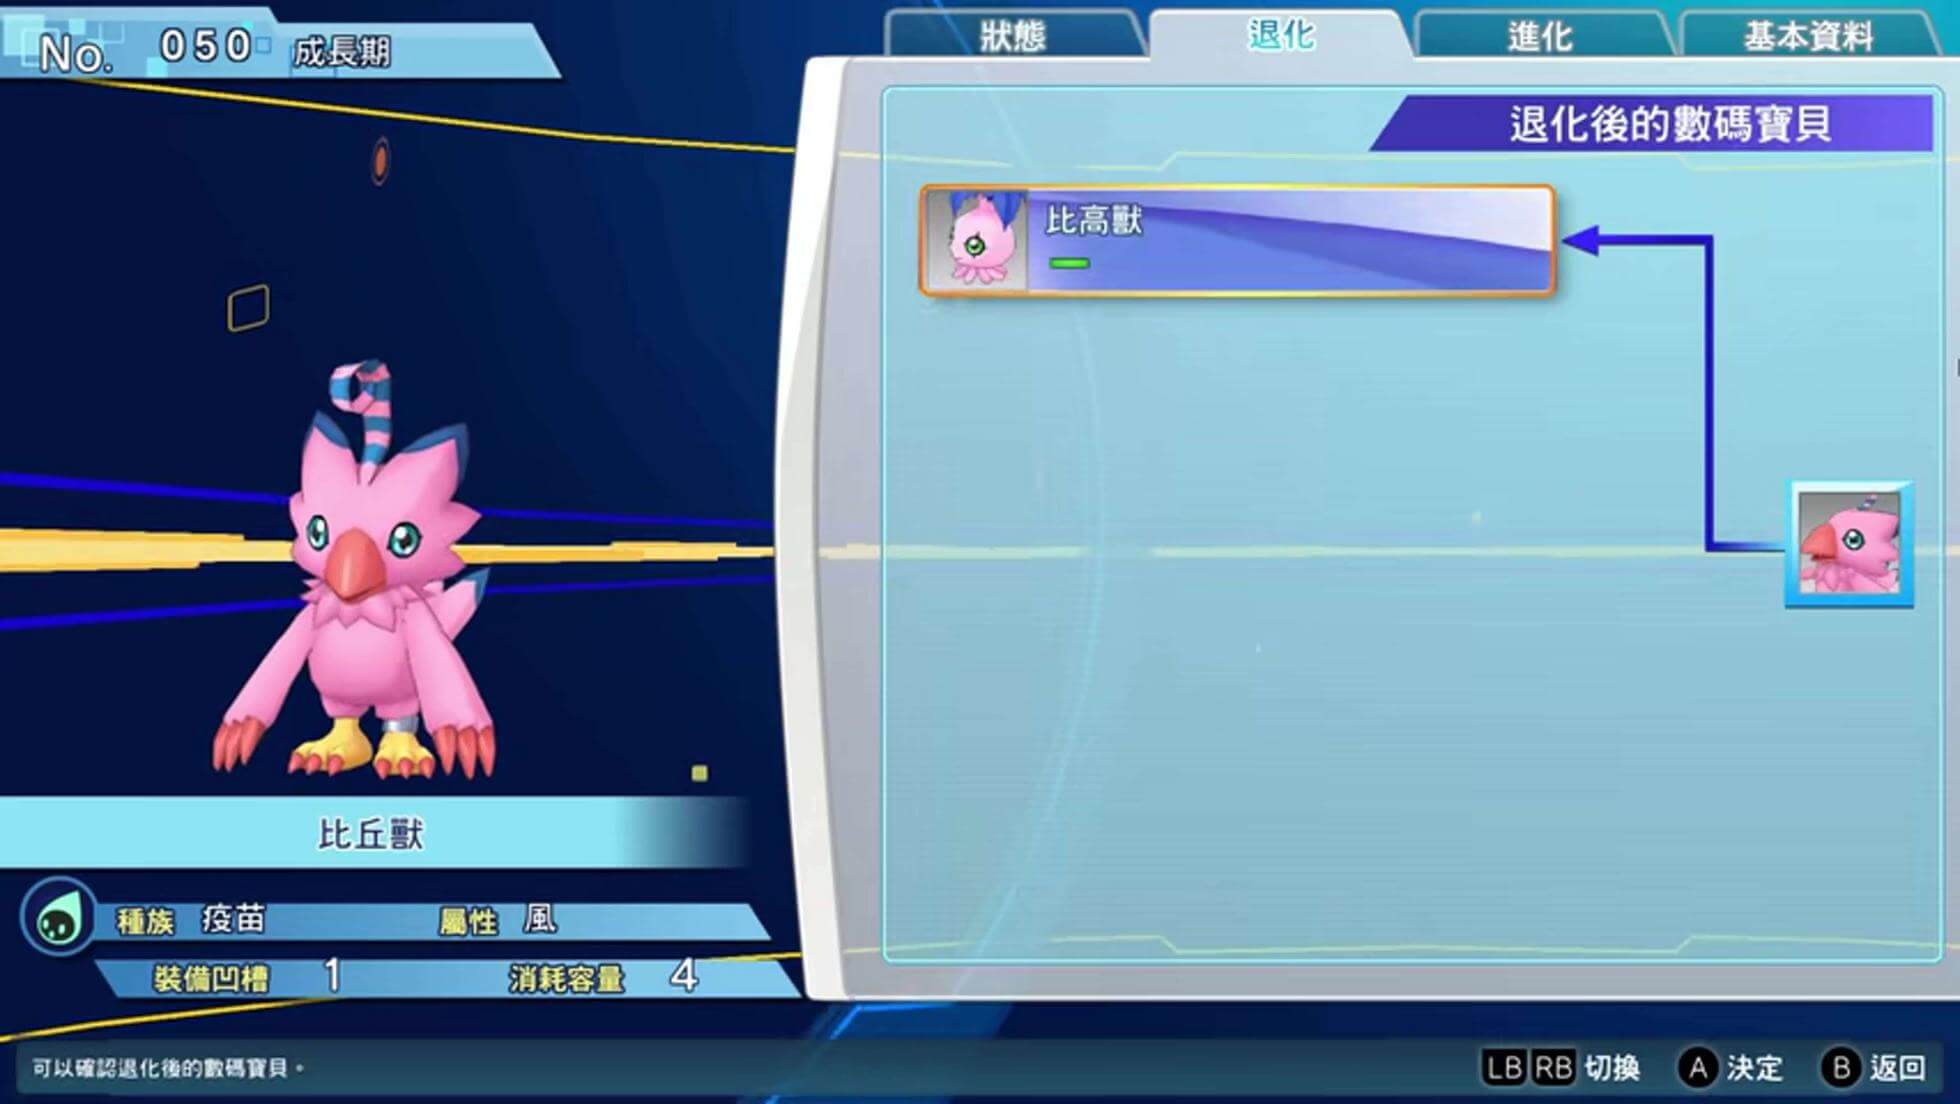 No. 050 成長期
狀態 退化 進化 基本資料
退化後的數碼寶貝
比高獸
比丘獸
種族 疫苗 屬性 風
裝備凹槽 1 消耗容量 4
可以確認退化後的數碼寶貝。
LB RB 切換 A 決定 B 返回